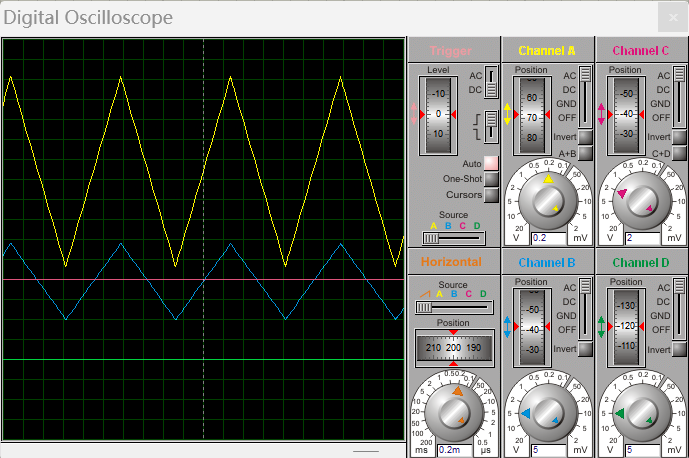 Digital Oscilloscope
×
Trigger
Level
-10
0
10
AC
DC
Auto
One-Shot
Cursors
Source
A B C D
Channel A
Position
60
70
80
AC
DC
GND
OFF
Invert
A+B
0.5 0.2 0.1
1
2
5
10
20
50
20
10
5
2
V 0.2 mV
Channel C
Position
-50
-40
-30
AC
DC
GND
OFF
Invert
C+D
0.5 0.2 0.1
1
2
5
10
20
50
20
10
5
2
V 2 mV
Horizontal
Source
A B C D
Position
210 200 190
1 0.5 0.2 0.1
2
5
10
20
50
100
200
50
20
10
5
2
1
0.5
ms 0.2m µs
Channel B
Position
-50
-40
-30
AC
DC
GND
OFF
Invert
0.5 0.2 0.1
1
2
5
10
20
50
20
10
5
2
V 5 mV
Channel D
Position
-130
-120
-110
AC
DC
GND
OFF
Invert
0.5 0.2 0.1
1
2
5
10
20
50
20
10
5
2
V 5 mV